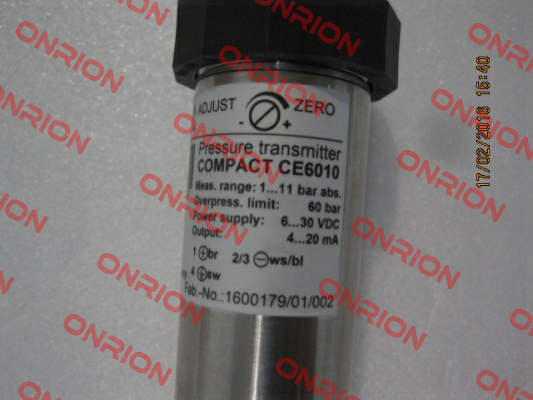 ADJUST ZERO
- +
Pressure transmitter
COMPACT CE6010
Meas. range: 1...11 bar abs.
Overpress. limit: 60 bar
Power supply: 6...30 VDC
Output: 4...20 mA
1 ⊕br 2/3 ⊖ws/bl
4 ⊕sw
Fab.-No.:1600179/01/002
17/02/2016 15:40
ONRION